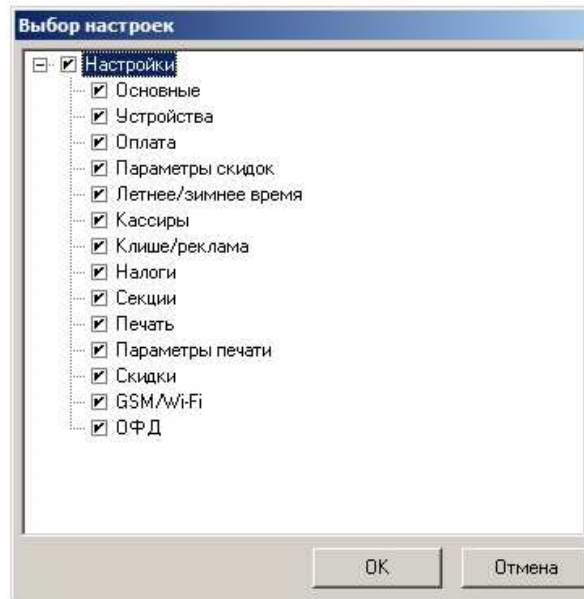 Выбор настроек
Настройки
Основные
Устройства
Оплата
Параметры скидок
Летнее/зимнее время
Кассиры
Клише/реклама
Налоги
Секции
Печать
Параметры печати
Скидки
GSM/Wi-Fi
ОФД
OK Отмена